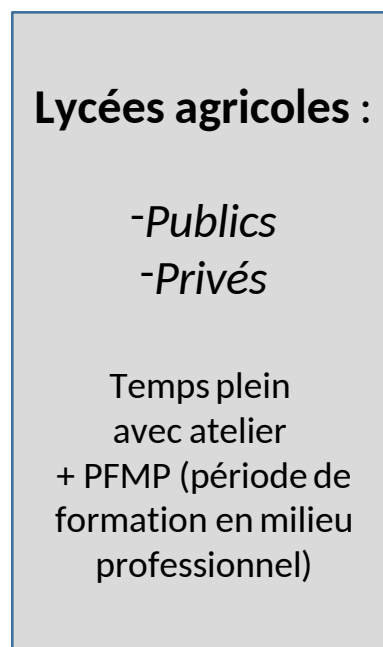 Lycées agricoles :
-Publics
-Privés
Temps plein
avec atelier
+ PFMP (période de
formation en milieu
professionnel)